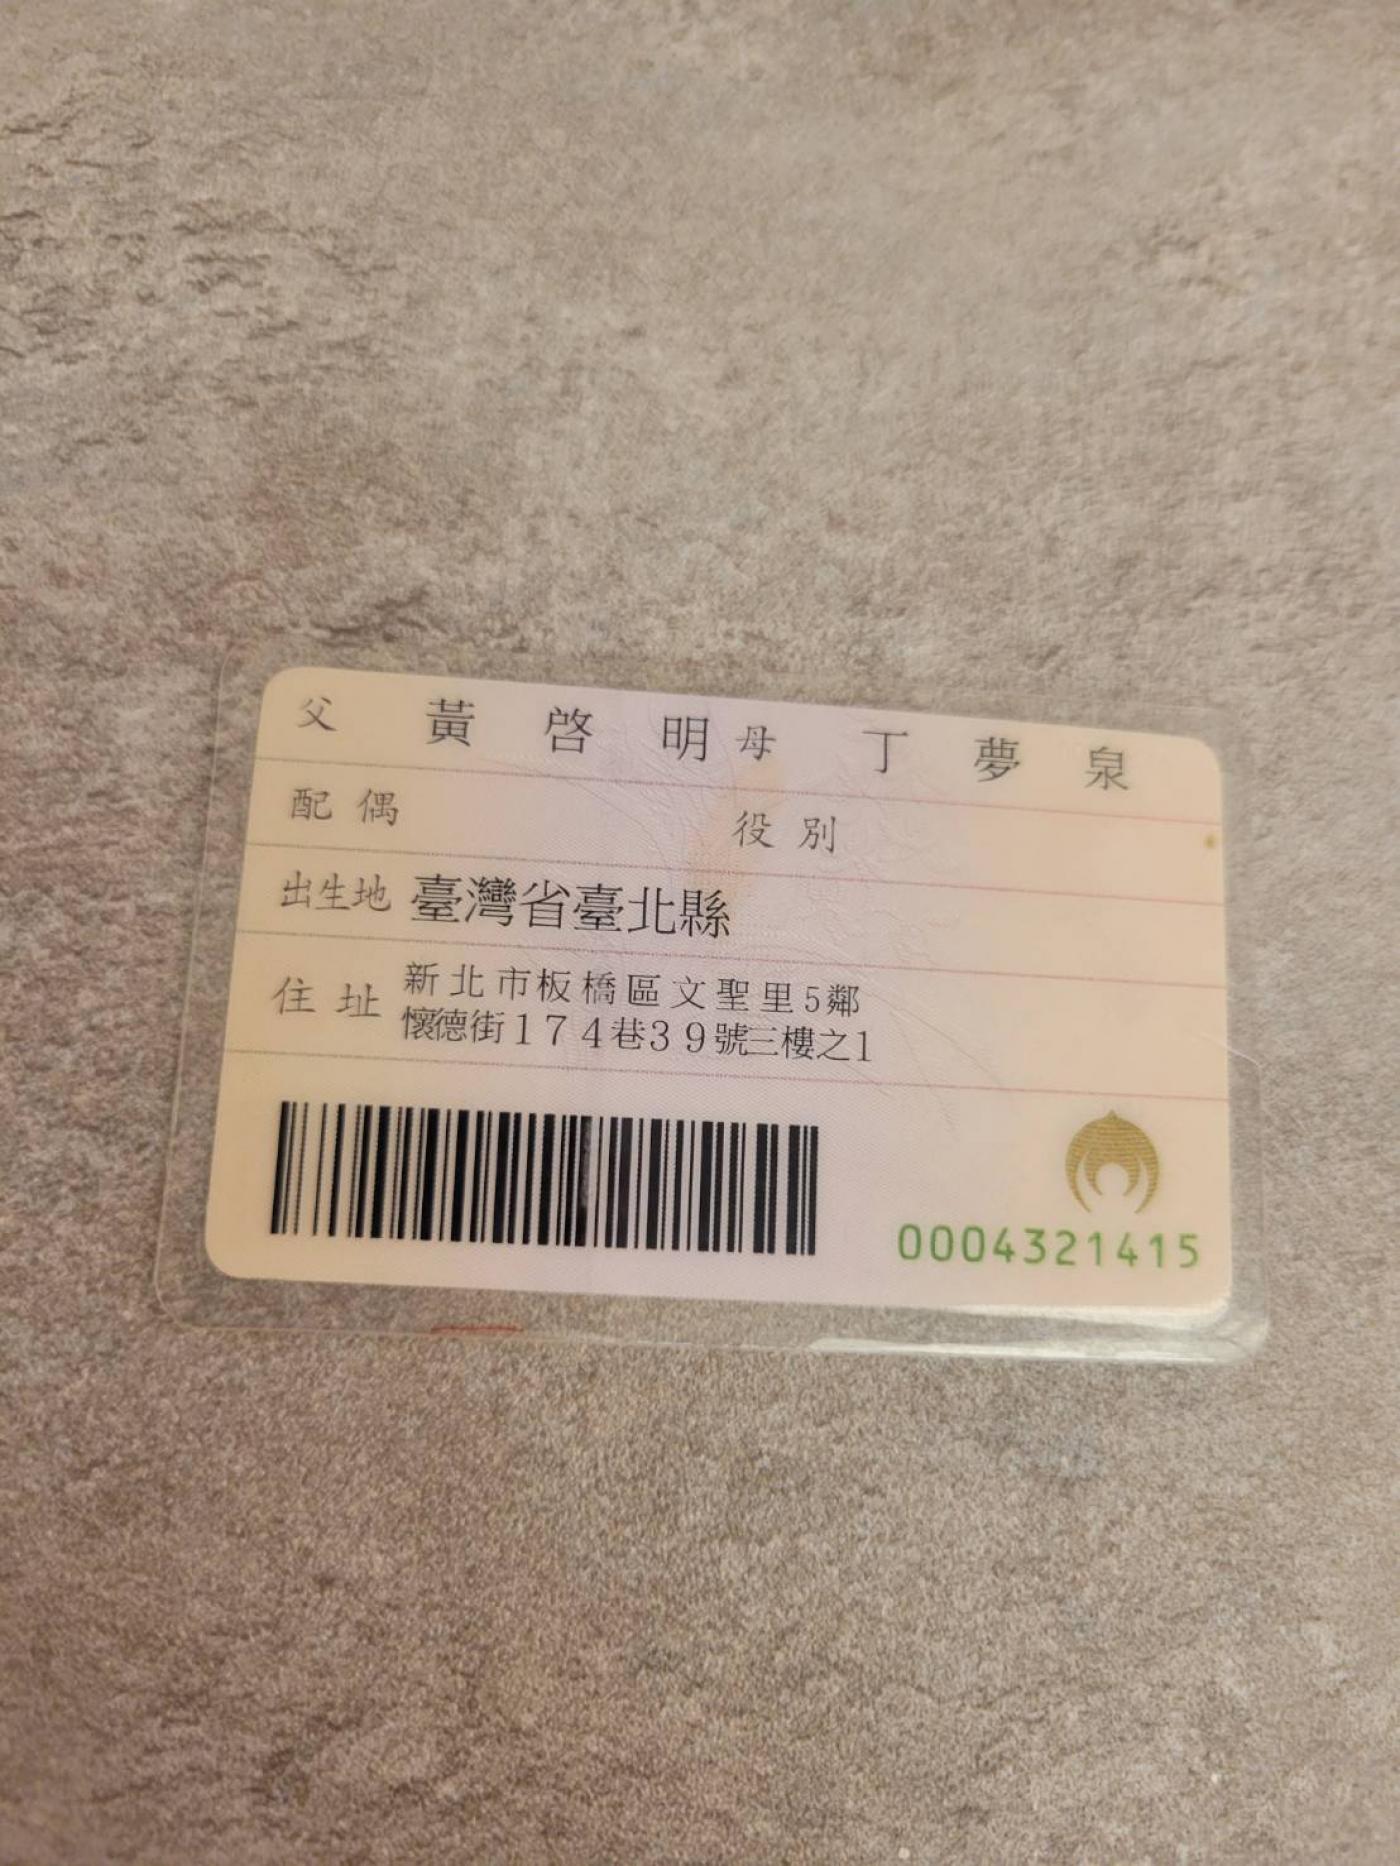 父 黃啓明 母 丁夢泉
配偶 役別
出生地 臺灣省臺北縣
住址 新北市板橋區文聖里5鄰
懷德街174巷39號三樓之1
0004321415